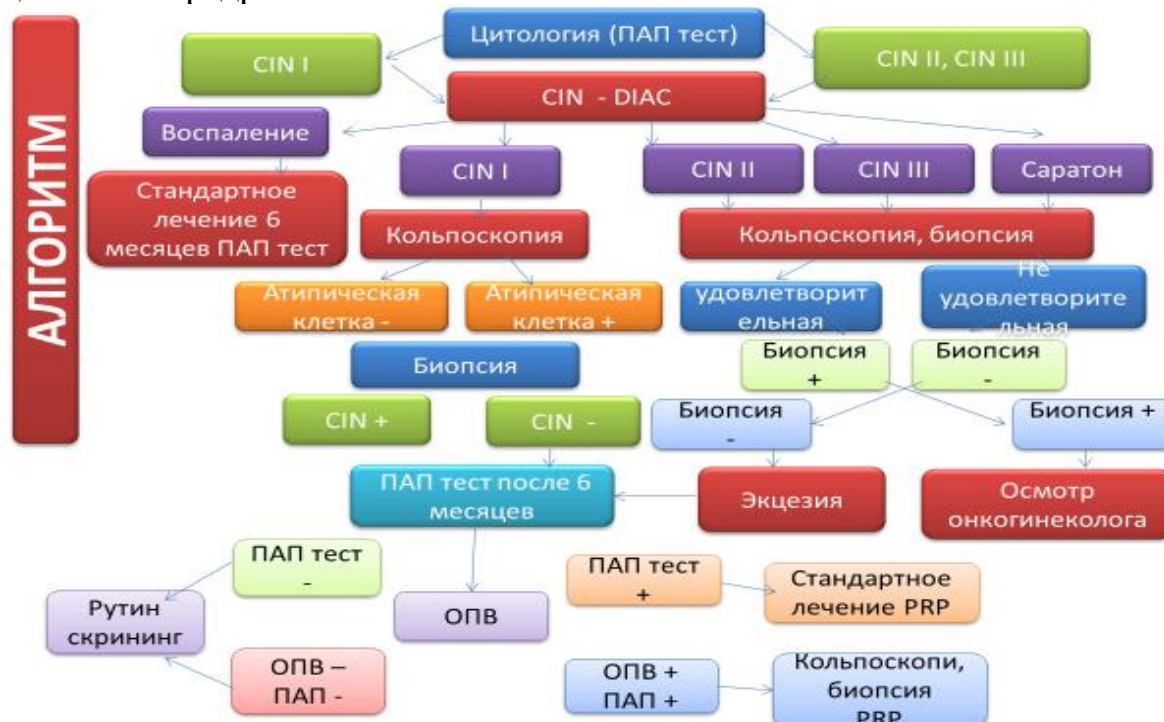 АЛГОРИТМ
Цитология (ПАП тест)
CIN I
CIN II, CIN III
CIN - DIAC
Воспаление
CIN I
CIN II
CIN III
Саратон
Стандартное
лечение 6
месяцев ПАП тест
Кольпоскопия
Кольпоскопия, биопсия
Атипическая
клетка -
Атипическая
клетка +
удовлетворит
ельная
Не
удовлетворите
льная
Биопсия
Биопсия
+
Биопсия
-
CIN +
CIN -
Биопсия
-
Биопсия +
ПАП тест после 6
месяцев
Экцезия
Осмотр
онкогинеколога
ПАП тест
-
ПАП тест
+
Стандартное
лечение PRP
Рутин
скрининг
ОПВ
ОПВ –
ПАП -
ОПВ +
ПАП +
Кольпоскопи,
биопсия
PRP